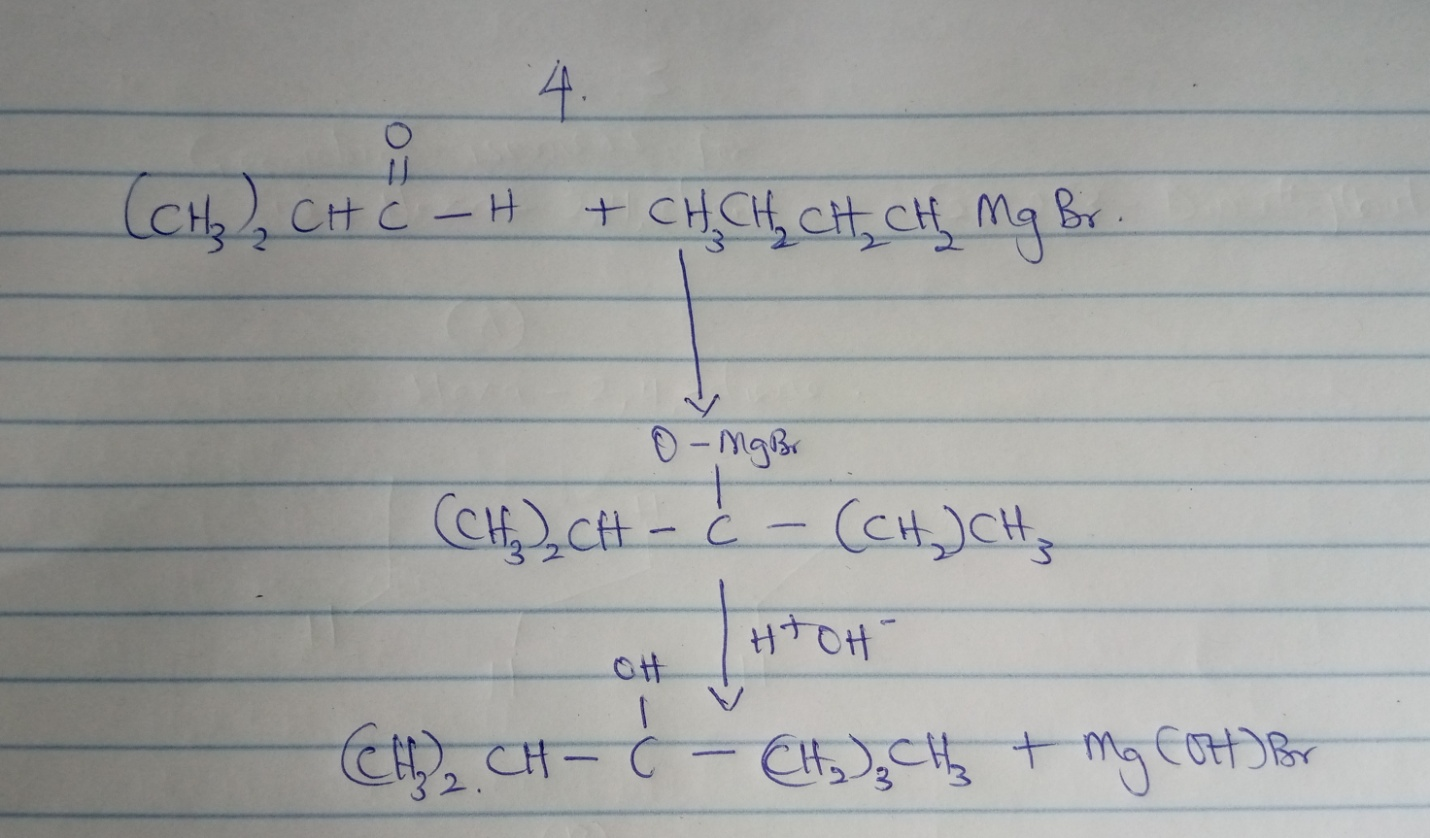 4.
O
||
(CH₃)₂ CH C – H + CH₃CH₂CH₂CH₂ Mg Br.
O – MgBr
|
(CH₃)₂CH – C – (CH₂)CH₃
H⁺OH⁻
OH
|
(CH₃)₂. CH – C – (CH₂)₃CH₃ + Mg(OH)Br